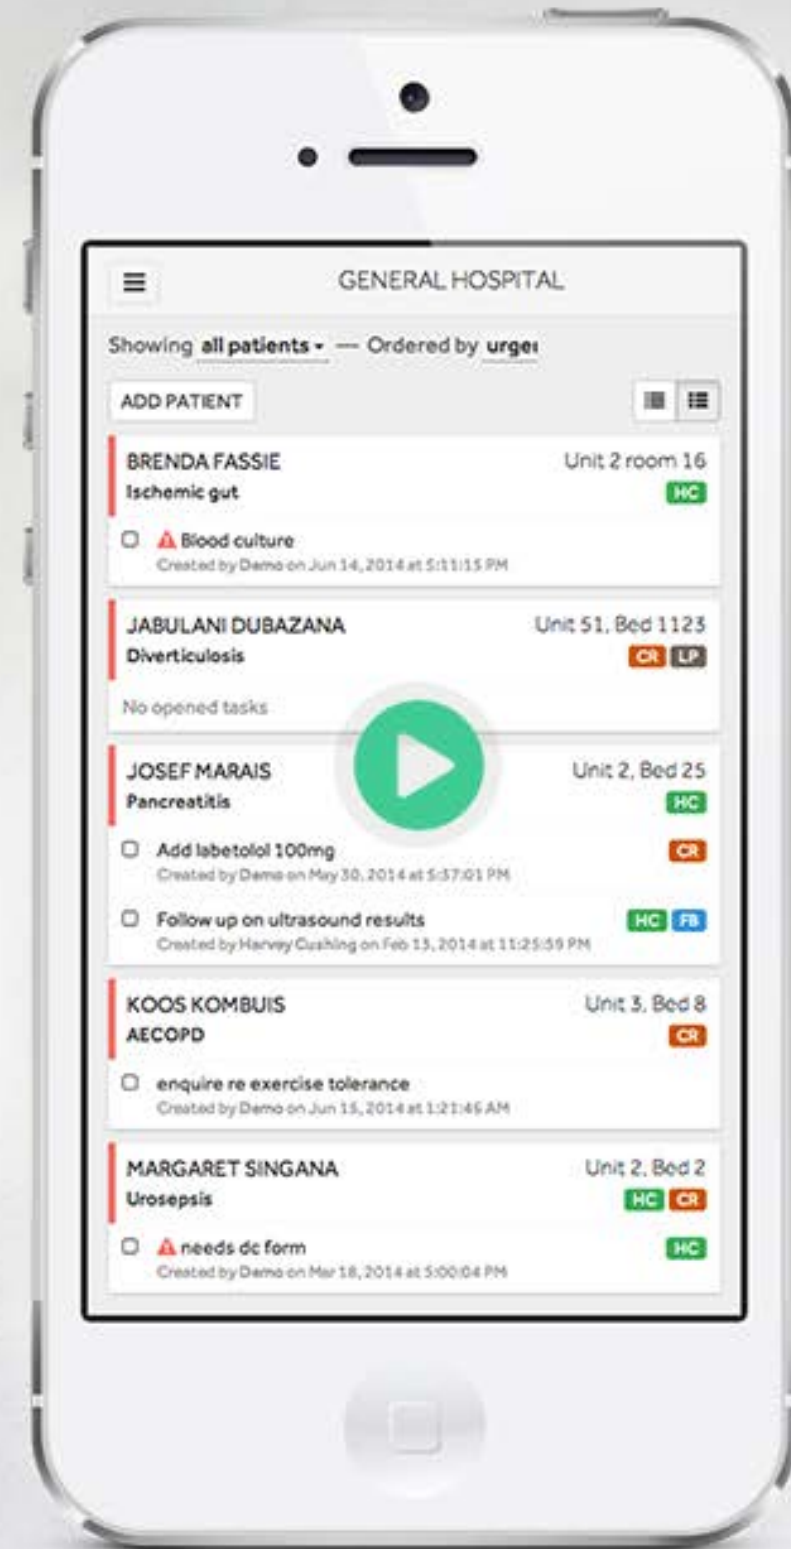 GENERAL HOSPITAL
Showing all patients — Ordered by urger
ADD PATIENT
BRENDA FASSIE Unit 2 room 16
Ischemic gut HC
Blood culture
Created by Demo on Jun 14, 2014 at 5:11:15 PM
JABULANI DUBAZANA Unit 51, Bed 1123
Diverticulosis CR LP
No opened tasks
JOSEF MARAIS Unit 2, Bed 25
Pancreatitis HC
Add labetolol 100mg CR
Created by Demo on May 30, 2014 at 5:37:01 PM
Follow up on ultrasound results HC FB
Created by Harvey Cushing on Feb 13, 2014 at 11:25:59 PM
KOOS KOMBUIS Unit 3, Bed 8
AECOPD CR
enquire re exercise tolerance
Created by Demo on Jun 15, 2014 at 1:21:46 AM
MARGARET SINGANA Unit 2, Bed 2
Urosepsis HC CR
needs dc form HC
Created by Demo on Mar 18, 2014 at 5:00:04 PM